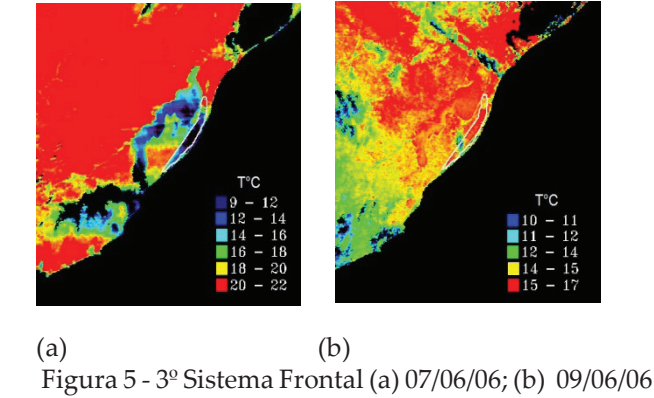 T°C
9 - 12
12 - 14
14 - 16
16 - 18
18 - 20
20 - 22
T°C
10 - 11
11 - 12
12 - 14
14 - 15
15 - 17
(a) (b)
Figura 5 - 3º Sistema Frontal (a) 07/06/06; (b) 09/06/06